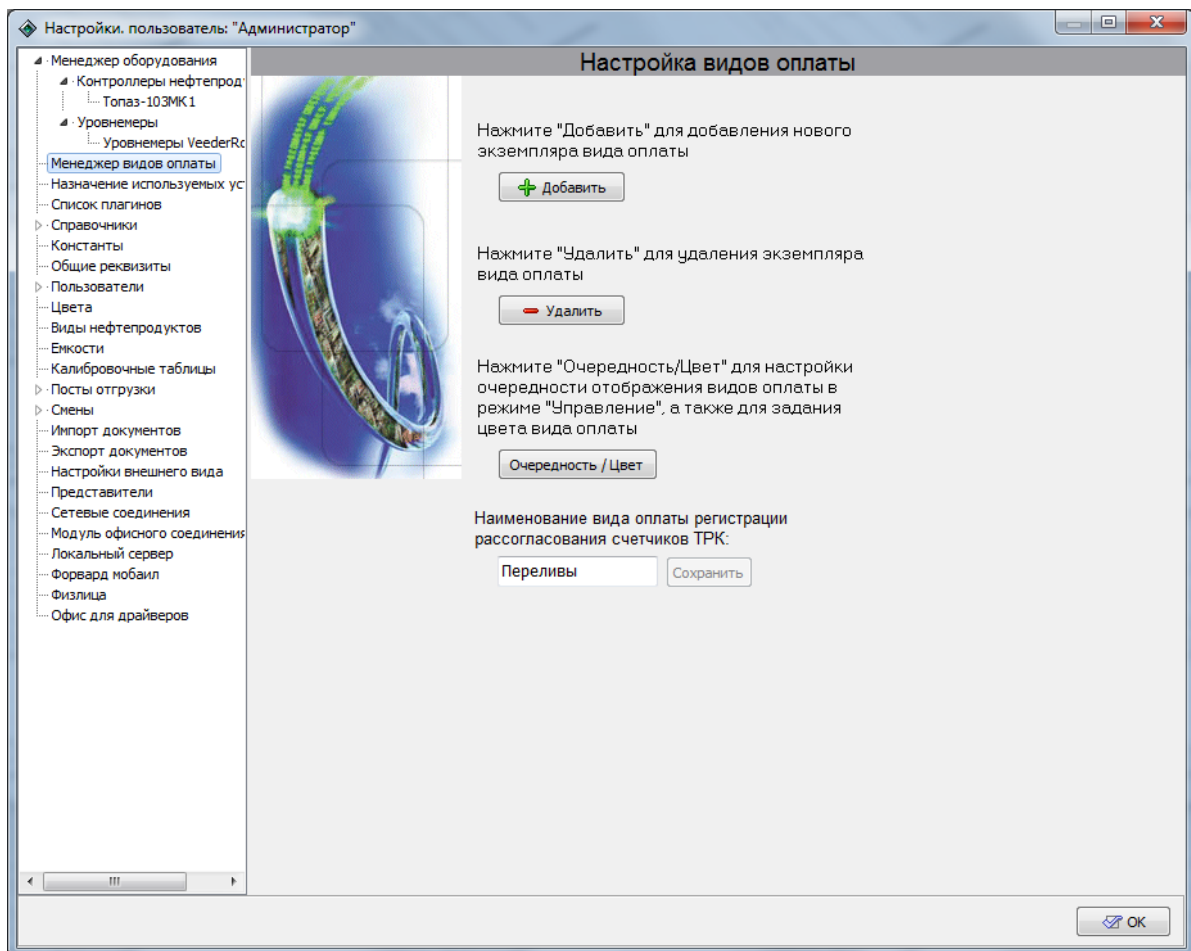 Настройки. пользователь: "Администратор"
Менеджер оборудования
Контроллеры нефтепрод
Топаз-103МК1
Уровнемеры
Уровнемеры VeederRo
Менеджер видов оплаты
Назначение используемых ус
Список плагинов
Справочники
Константы
Общие реквизиты
Пользователи
Цвета
Виды нефтепродуктов
Емкости
Калибровочные таблицы
Посты отгрузки
Смены
Импорт документов
Экспорт документов
Настройки внешнего вида
Представители
Сетевые соединения
Модуль офисного соединения
Локальный сервер
Форвард мобаил
Физлица
Офис для драйверов
Настройка видов оплаты
Нажмите "Добавить" для добавления нового
экземпляра вида оплаты
Добавить
Нажмите "Удалить" для удаления экземпляра
вида оплаты
Удалить
Нажмите "Очередность/Цвет" для настройки
очередности отображения видов оплаты в
режиме "Управление", а также для задания
цвета вида оплаты
Очередность / Цвет
Наименование вида оплаты регистрации
рассогласования счетчиков ТРК:
Переливы
Сохранить
OK